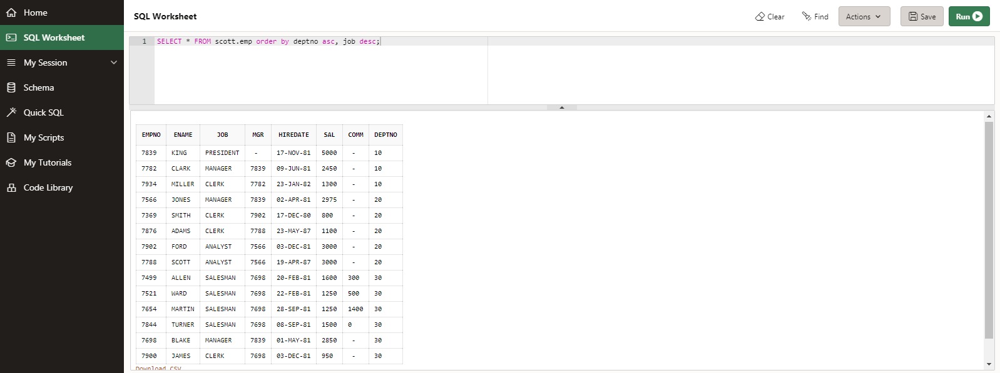 Home
SQL Worksheet
My Session
Schema
Quick SQL
My Scripts
My Tutorials
Code Library
SQL Worksheet Clear Find Actions Save Run
1 SELECT * FROM scott.emp order by deptno asc, job desc;
EMPNO ENAME JOB MGR HIREDATE SAL COMM DEPTNO
7839 KING PRESIDENT - 17-NOV-81 5000 - 10
7782 CLARK MANAGER 7839 09-JUN-81 2450 - 10
7934 MILLER CLERK 7782 23-JAN-82 1300 - 10
7566 JONES MANAGER 7839 02-APR-81 2975 - 20
7369 SMITH CLERK 7902 17-DEC-80 800 - 20
7876 ADAMS CLERK 7788 23-MAY-87 1100 - 20
7902 FORD ANALYST 7566 03-DEC-81 3000 - 20
7788 SCOTT ANALYST 7566 19-APR-87 3000 - 20
7499 ALLEN SALESMAN 7698 20-FEB-81 1600 300 30
7521 WARD SALESMAN 7698 22-FEB-81 1250 500 30
7654 MARTIN SALESMAN 7698 28-SEP-81 1250 1400 30
7844 TURNER SALESMAN 7698 08-SEP-81 1500 0 30
7698 BLAKE MANAGER 7839 01-MAY-81 2850 - 30
7900 JAMES CLERK 7698 03-DEC-81 950 - 30
Download CSV